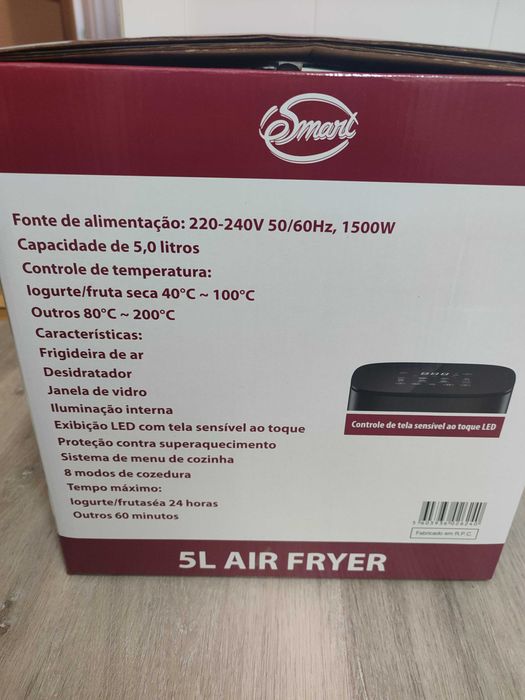 Smart
Fonte de alimentação: 220-240V 50/60Hz, 1500W
Capacidade de 5,0 litros
Controle de temperatura:
Iogurte/fruta seca 40°C ~ 100°C
Outros 80°C ~ 200°C
Características:
Frigideira de ar
Desidratador
Janela de vidro
Iluminação interna
Exibição LED com tela sensível ao toque
Proteção contra superaquecimento
Sistema de menu de cozinha
8 modos de cozedura
Tempo máximo:
Iogurte/frutaséa 24 horas
Outros 60 minutos
Controle de tela sensível ao toque LED
5 603936 026240
Fabricado em R.P.C.
5L AIR FRYER